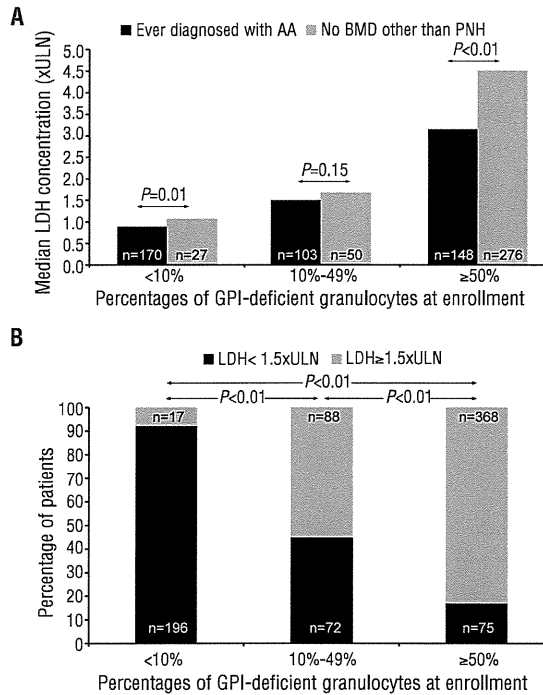 A
Ever diagnosed with AA No BMD other than PNH
Median LDH concentration (xULN)
5.0
4.5
4.0
3.5
3.0
2.5
2.0
1.5
1.0
0.5
0.0
P=0.01
P=0.15
P<0.01
n=170 n=27 n=103 n=50 n=148 n=276
<10% 10%-49% ≥50%
Percentages of GPI-deficient granulocytes at enrollment
B
LDH< 1.5xULN LDH≥1.5xULN
P<0.01
P<0.01 P<0.01
Percentage of patients
100
90
80
70
60
50
40
30
20
10
0
n=17 n=88 n=368
n=196 n=72 n=75
<10% 10%-49% ≥50%
Percentages of GPI-deficient granulocytes at enrollment